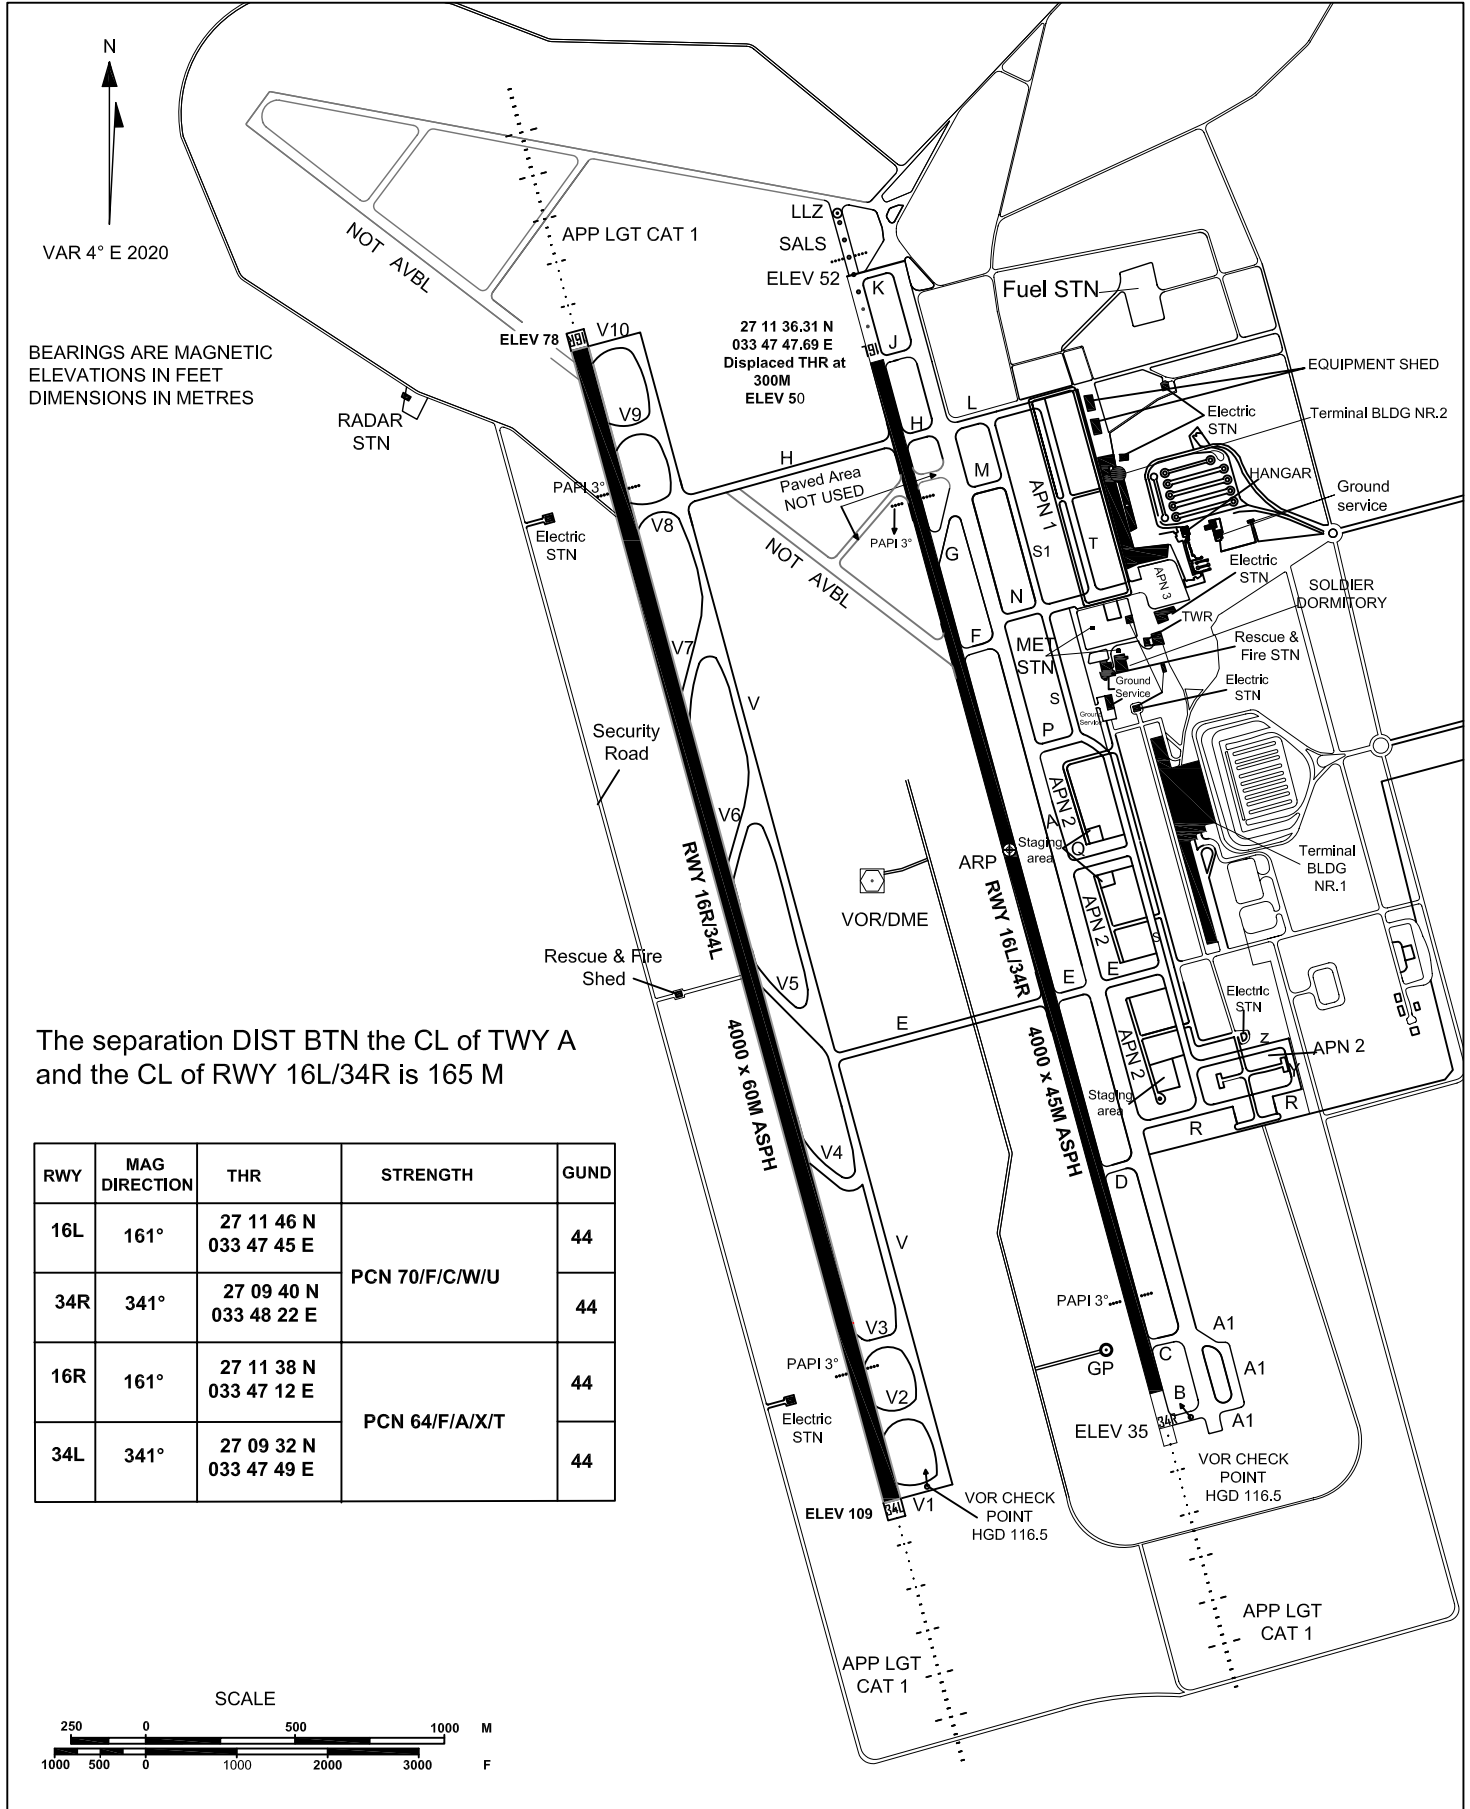 N
VAR 4° E 2020
BEARINGS ARE MAGNETIC
ELEVATIONS IN FEET
DIMENSIONS IN METRES
NOT AVBL
APP LGT CAT 1
LLZ
SALS
ELEV 52
K
J
16L
27 11 36.31 N
033 47 47.69 E
Displaced THR at
300M
ELEV 50
Fuel STN
EQUIPMENT SHED
Electric
STN
Terminal BLDG NR.2
HANGAR
Ground
service
ELEV 78
16R
V10
V9
RADAR
STN
PAPI 3°
V8
Electric
STN
H
H
L
M
Paved Area
NOT USED
PAPI 3°
NOT AVBL
G
APN 1
S1
T
N
F
APN 3
Electric
STN
SOLDIER
DORMITORY
TWR
MET
STN
Rescue &
Fire STN
Ground
Service
Ground
Service
Electric
STN
S
P
V7
V
Security
Road
V6
RWY 16R/34L
VOR/DME
ARP
RWY 16L/34R
APN 2
A
Staging
area
Q
APN 2
S
E
E
E
Terminal
BLDG
NR.1
Rescue & Fire
Shed
V5
Electric
STN
Z
APN 2
Y
R
R
APN 2
Staging
area
4000 x 60M ASPH
4000 x 45M ASPH
The separation DIST BTN the CL of TWY A
and the CL of RWY 16L/34R is 165 M
V4
D
V
RWY MAG DIRECTION THR STRENGTH GUND
16L 161° 27 11 46 N 033 47 45 E PCN 70/F/C/W/U 44
34R 341° 27 09 40 N 033 48 22 E 44
16R 161° 27 11 38 N 033 47 12 E PCN 64/F/A/X/T 44
34L 341° 27 09 32 N 033 47 49 E 44
PAPI 3°
V3
PAPI 3°
GP
C
A1
A1
A1
B
V2
Electric
STN
ELEV 35
34R
VOR CHECK
POINT
HGD 116.5
ELEV 109
34L
V1
VOR CHECK
POINT
HGD 116.5
APP LGT
CAT 1
APP LGT
CAT 1
SCALE
250 0 500 1000 M
1000 500 0 1000 2000 3000 F